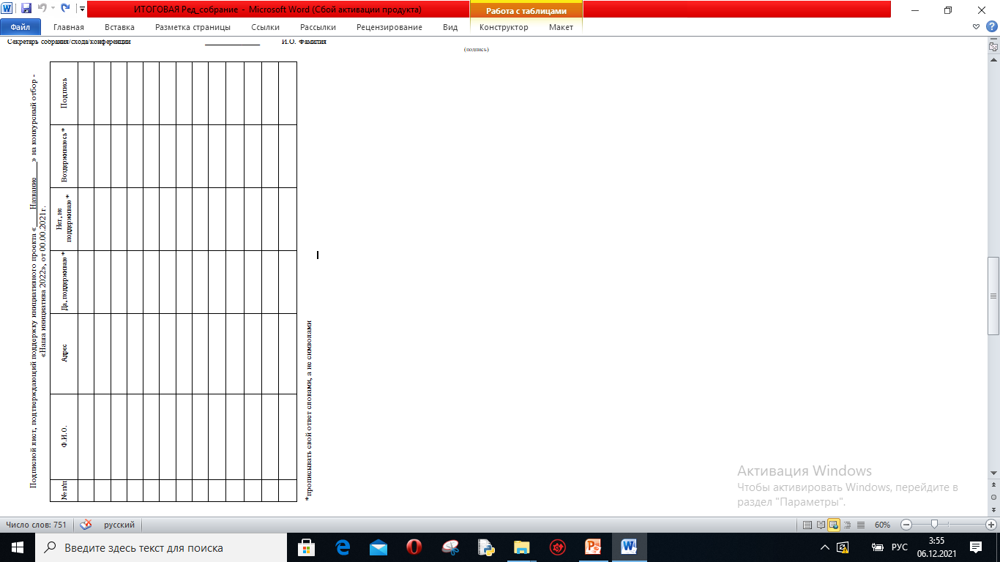 ИТОГОВАЯ Ред_собрание - Microsoft Word (Сбой активации продукта)
Работа с таблицами
Файл Главная Вставка Разметка страницы Ссылки Рассылки Рецензирование Вид Конструктор Макет
Секретарь собрания/схода/конференции _______________ И.О. Фамилия
(подпись)
Подписной лист, подтверждающий поддержку инициативного проекта «____Название____» на конкурсный отбор -
«Наша инициатива 2022», от 00.00.2021г.
№ п/п
Ф.И.О.
Адрес
Да, поддерживаю*
Нет, не
поддерживаю*
Воздерживаюсь*
Подпись
*прописывать свой ответ словами, а не символами
Активация Windows
Чтобы активировать Windows, перейдите в
раздел "Параметры".
Число слов: 751 русский 60%
Введите здесь текст для поиска
РУС
3:55
06.12.2021